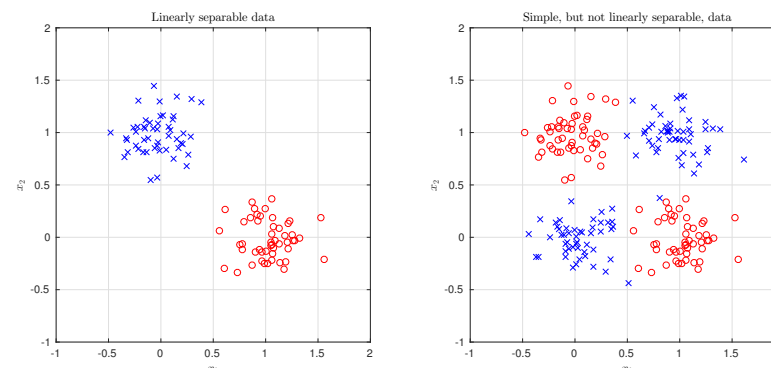 Linearly separable data
2
1.5
1
0.5
0
-0.5
-1
-1 -0.5 0 0.5 1 1.5 2
x2
Simple, but not linearly separable, data
2
1.5
1
0.5
0
-0.5
-1
-1 -0.5 0 0.5 1 1.5
x2